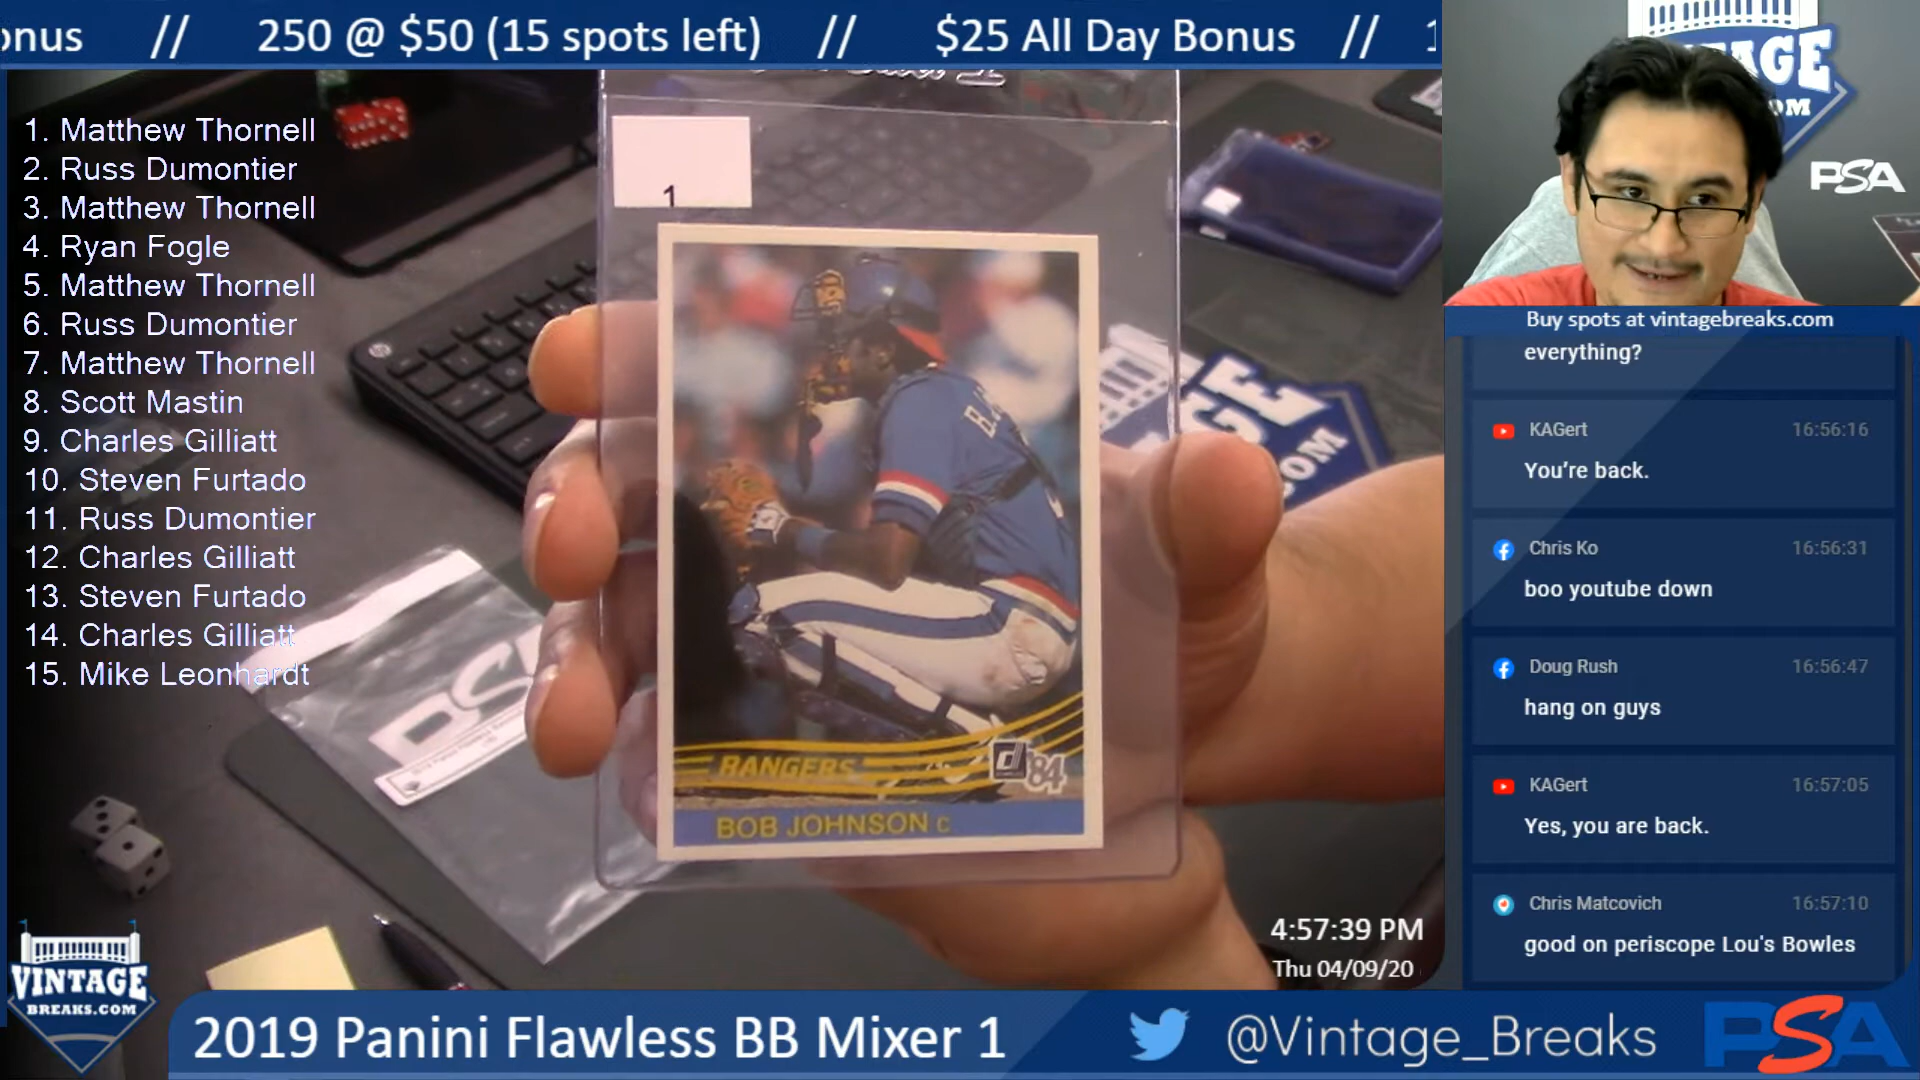 onus // 250 @ $50 (15 spots left) // $25 All Day Bonus //
1. Matthew Thornell
2. Russ Dumontier
3. Matthew Thornell
4. Ryan Fogle
5. Matthew Thornell
6. Russ Dumontier
7. Matthew Thornell
8. Scott Mastin
9. Charles Gilliatt
10. Steven Furtado
11. Russ Dumontier
12. Charles Gilliatt
13. Steven Furtado
14. Charles Gilliatt
15. Mike Leonhardt
1
RANGERS
'84
BOB JOHNSON C
PSA
Buy spots at vintagebreaks.com
everything?
KAGert 16:56:16
You're back.
Chris Ko 16:56:31
boo youtube down
Doug Rush 16:56:47
hang on guys
KAGert 16:57:05
Yes, you are back.
Chris Matcovich 16:57:10
good on periscope Lou's Bowles
4:57:39 PM
Thu 04/09/20
VINTAGE
BREAKS.COM
2019 Panini Flawless BB Mixer 1
@Vintage_Breaks
PSA